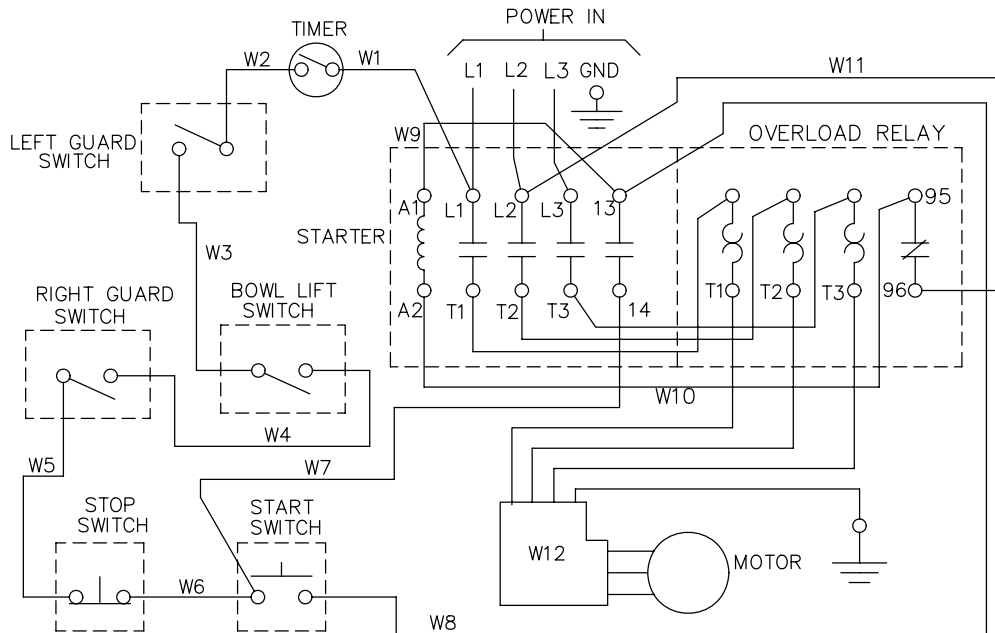 POWER IN
TIMER
W2
W1
L1 L2 L3 GND
W11
LEFT GUARD
SWITCH
W9
OVERLOAD RELAY
A1 L1 L2 L3 13
95
STARTER
W3
A2 T1 T2 T3 14
T1 T2 T3 96
RIGHT GUARD
SWITCH
BOWL LIFT
SWITCH
W10
W4
W5
W7
STOP
SWITCH
START
SWITCH
W12
MOTOR
W6
W8